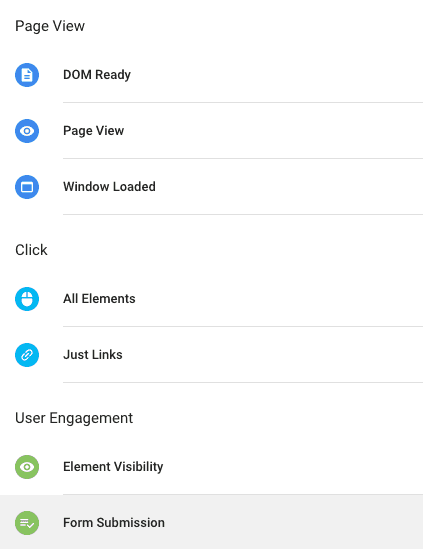 Page View
DOM Ready
Page View
Window Loaded
Click
All Elements
Just Links
User Engagement
Element Visibility
Form Submission